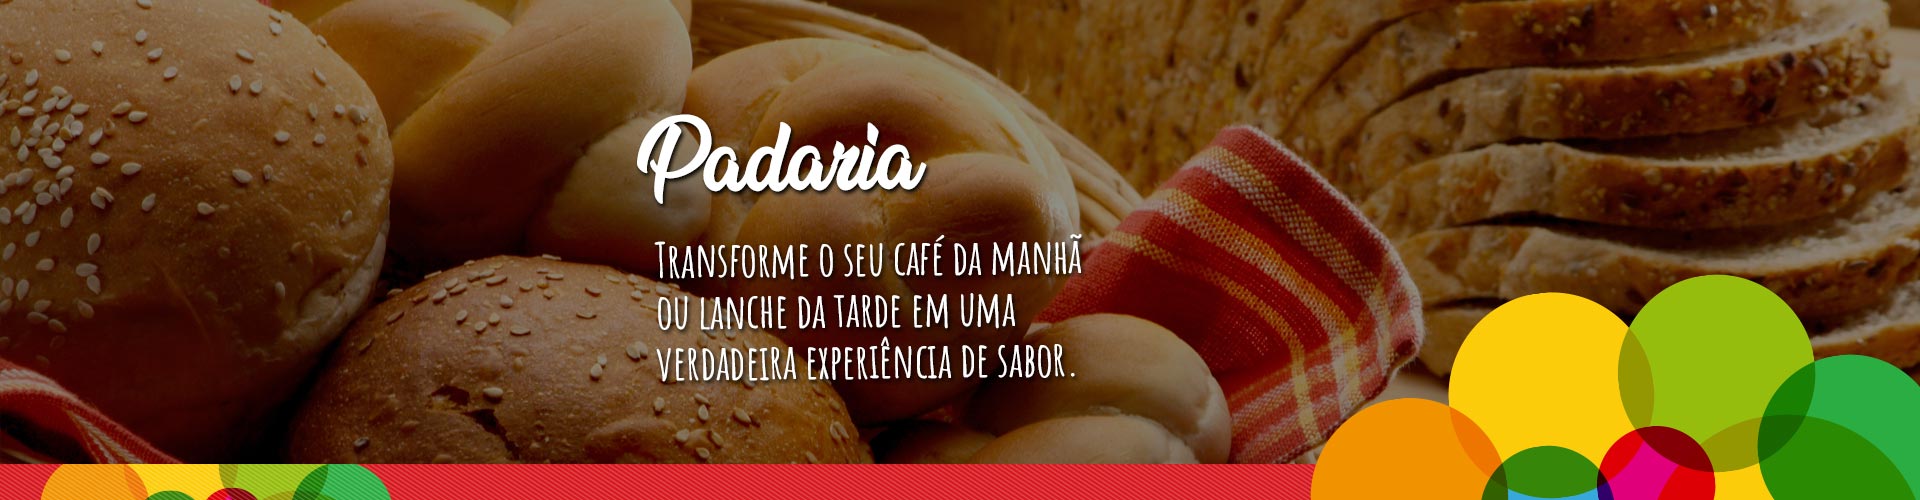 Padaria
TRANSFORME O SEU CAFÉ DA MANHÃ
OU LANCHE DA TARDE EM UMA
VERDADEIRA EXPERIÊNCIA DE SABOR.